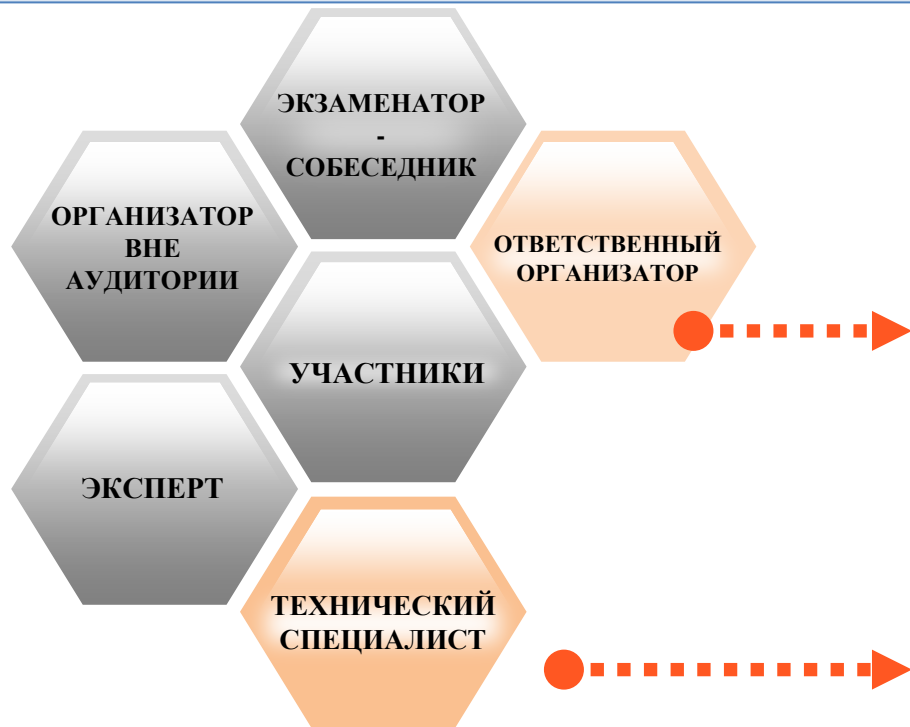 ЭКЗАМЕНАТОР
-
СОБЕСЕДНИК
ОРГАНИЗАТОР
ВНЕ
АУДИТОРИИ
ОТВЕТСТВЕННЫЙ
ОРГАНИЗАТОР
УЧАСТНИКИ
ЭКСПЕРТ
ТЕХНИЧЕСКИЙ
СПЕЦИАЛИСТ